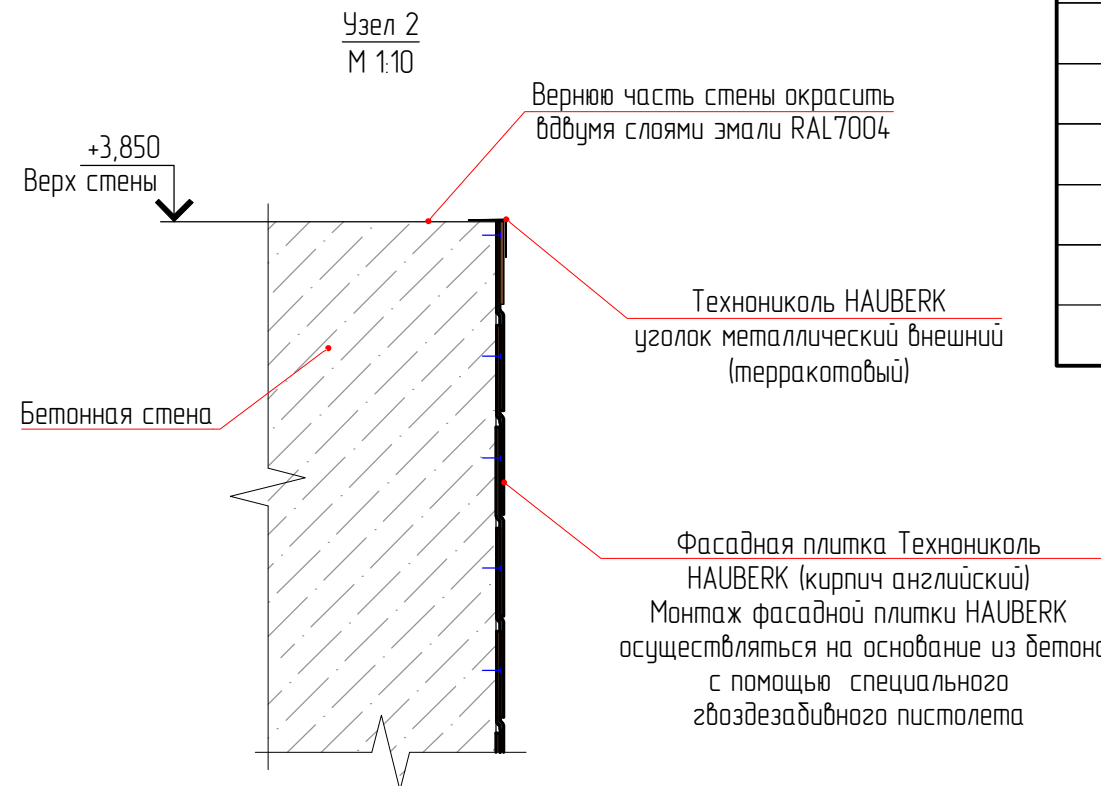 Узел 2
М 1:10
Вернюю часть стены окрасить
вдвумя слоями эмали RAL7004
+3,850
Верх стены
Технониколь HAUBERK
уголок металлический внешний
(терракотовый)
Бетонная стена
Фасадная плитка Технониколь
HAUBERK (кирпич английский)
Монтаж фасадной плитки HAUBERK
осуществляться на основание из бетона
с помощью специального
гвоздезабивного пистолета